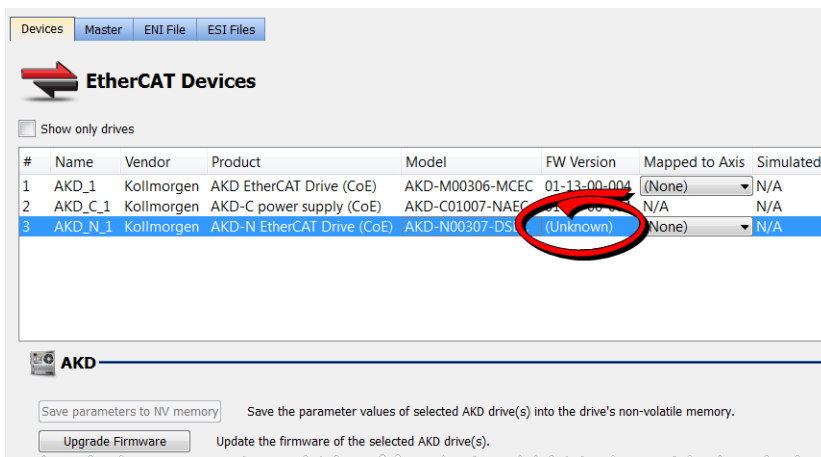 Devices Master ENI File ESI Files
EtherCAT Devices
Show only drives
# Name Vendor Product Model FW Version Mapped to Axis Simulated
1 AKD_1 Kollmorgen AKD EtherCAT Drive (CoE) AKD-M00306-MCEC 01-13-00-004 (None) N/A
2 AKD_C_1 Kollmorgen AKD-C power supply (CoE) AKD-C01007-NAEC N/A N/A
3 AKD_N_1 Kollmorgen AKD-N EtherCAT Drive (CoE) (Unknown) (None) N/A
AKD
Save parameters to NV memory Save the parameter values of selected AKD drive(s) into the drive's non-volatile memory.
Upgrade Firmware Update the firmware of the selected AKD drive(s).